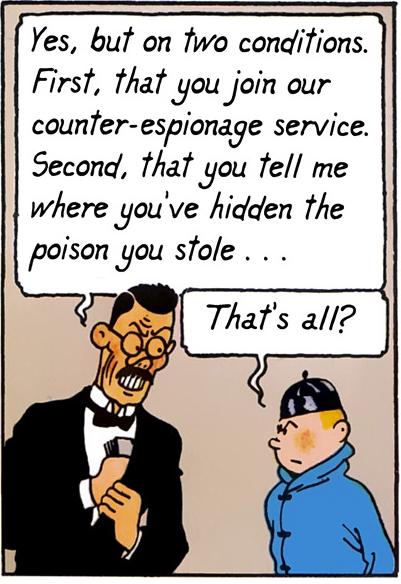 Yes, but on two conditions.
First, that you join our
counter-espionage service.
Second, that you tell me
where you've hidden the
poison you stole . . .
That's all?